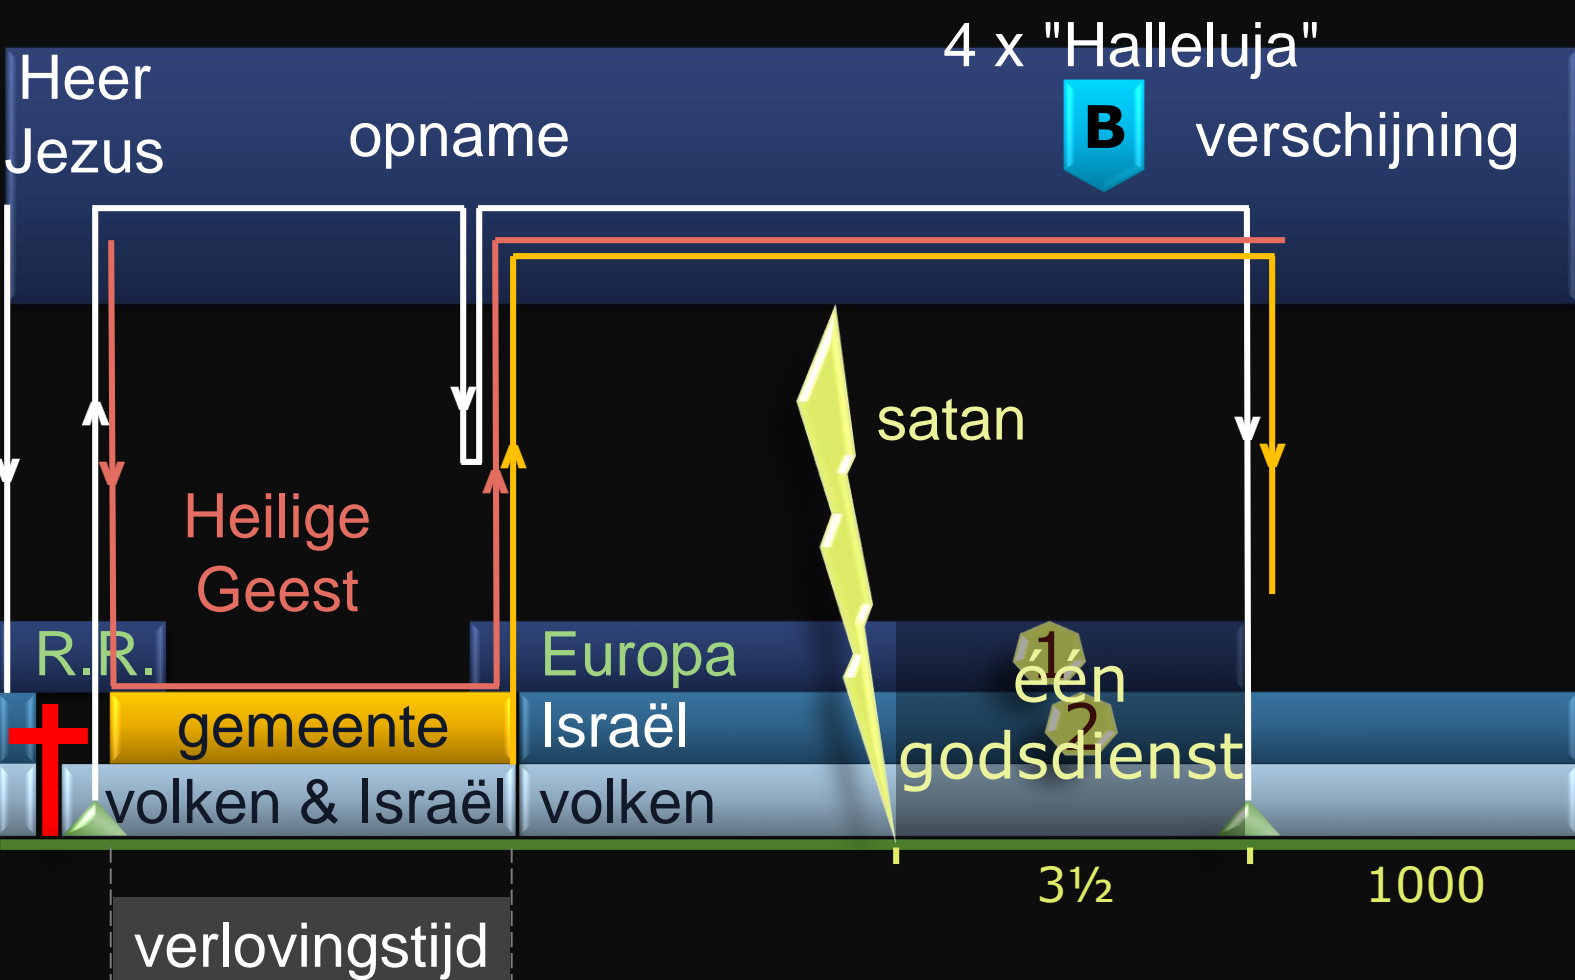 4 x "Halleluja"
Heer
Jezus
opname
B
verschijning
satan
Heilige
Geest
R.R.
Europa
1
één
gemeente
Israël
2
godsdienst
volken & Israël
volken
3½
1000
verlovingstijd